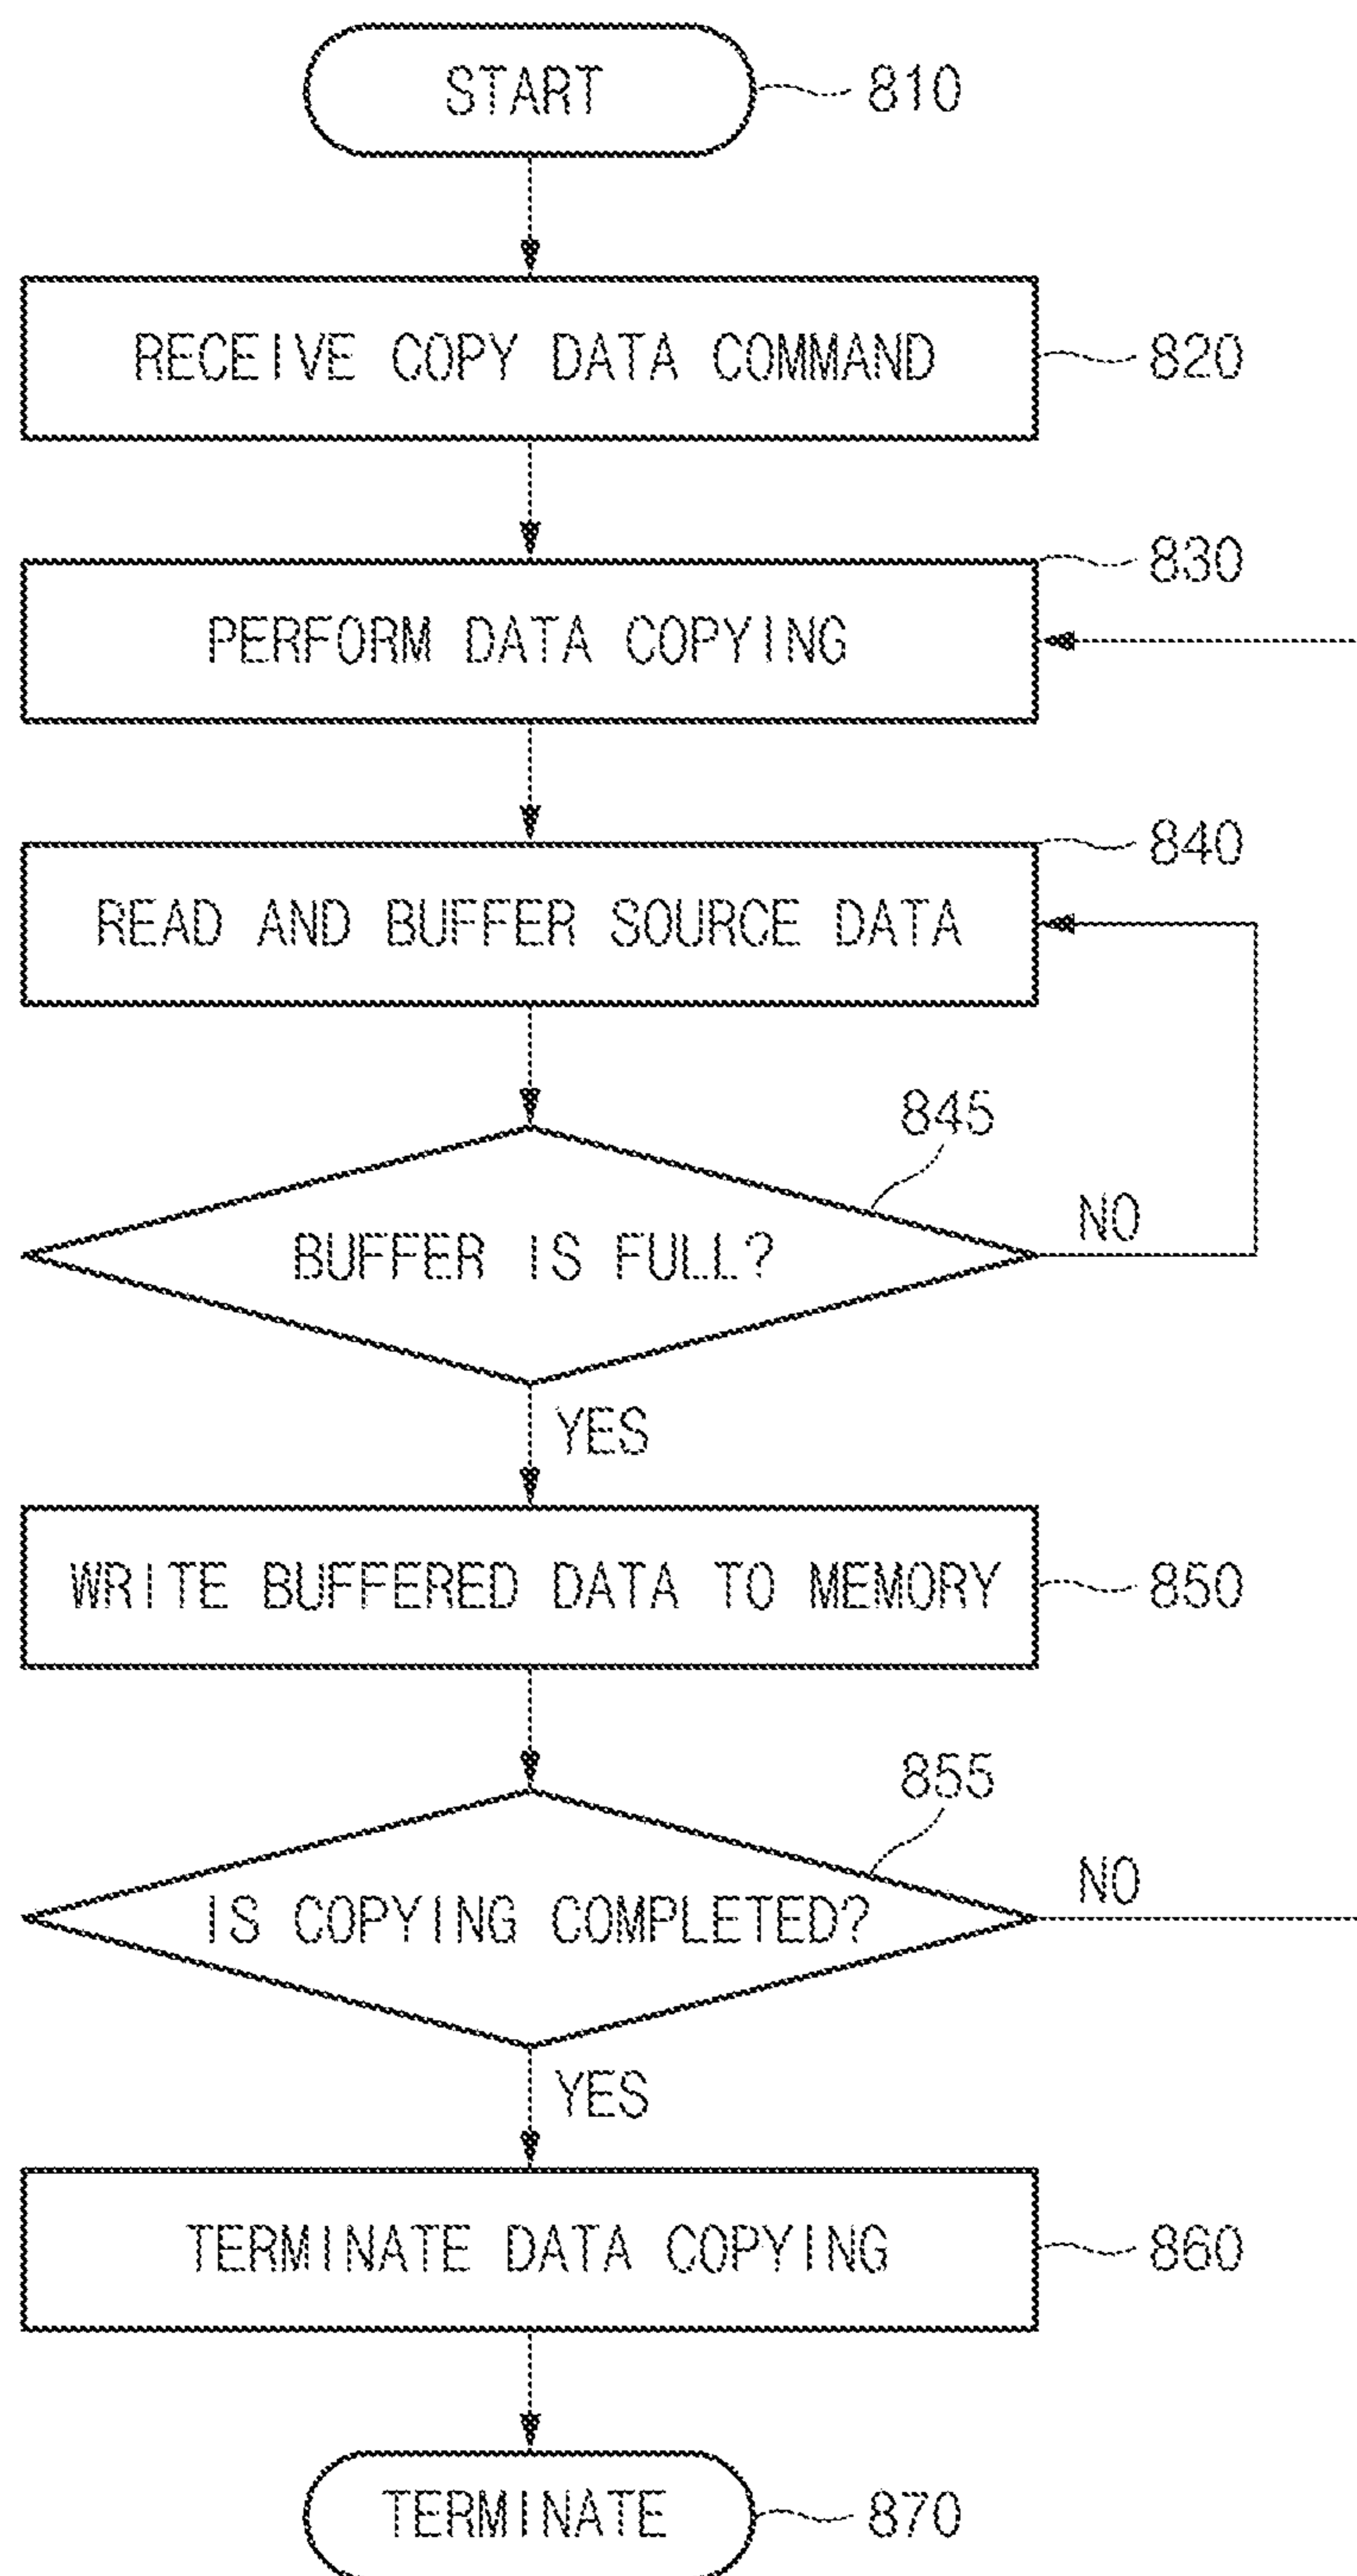 START
810
RECEIVE COPY DATA COMMAND
820
830
PERFORM DATA COPYING
840
READ AND BUFFER SOURCE DATA
845
BUFFER IS FULL?
NO
YES
WRITE BUFFERED DATA TO MEMORY
850
855
IS COPYING COMPLETED?
NO
YES
TERMINATE DATA COPYING
860
TERMINATE
870